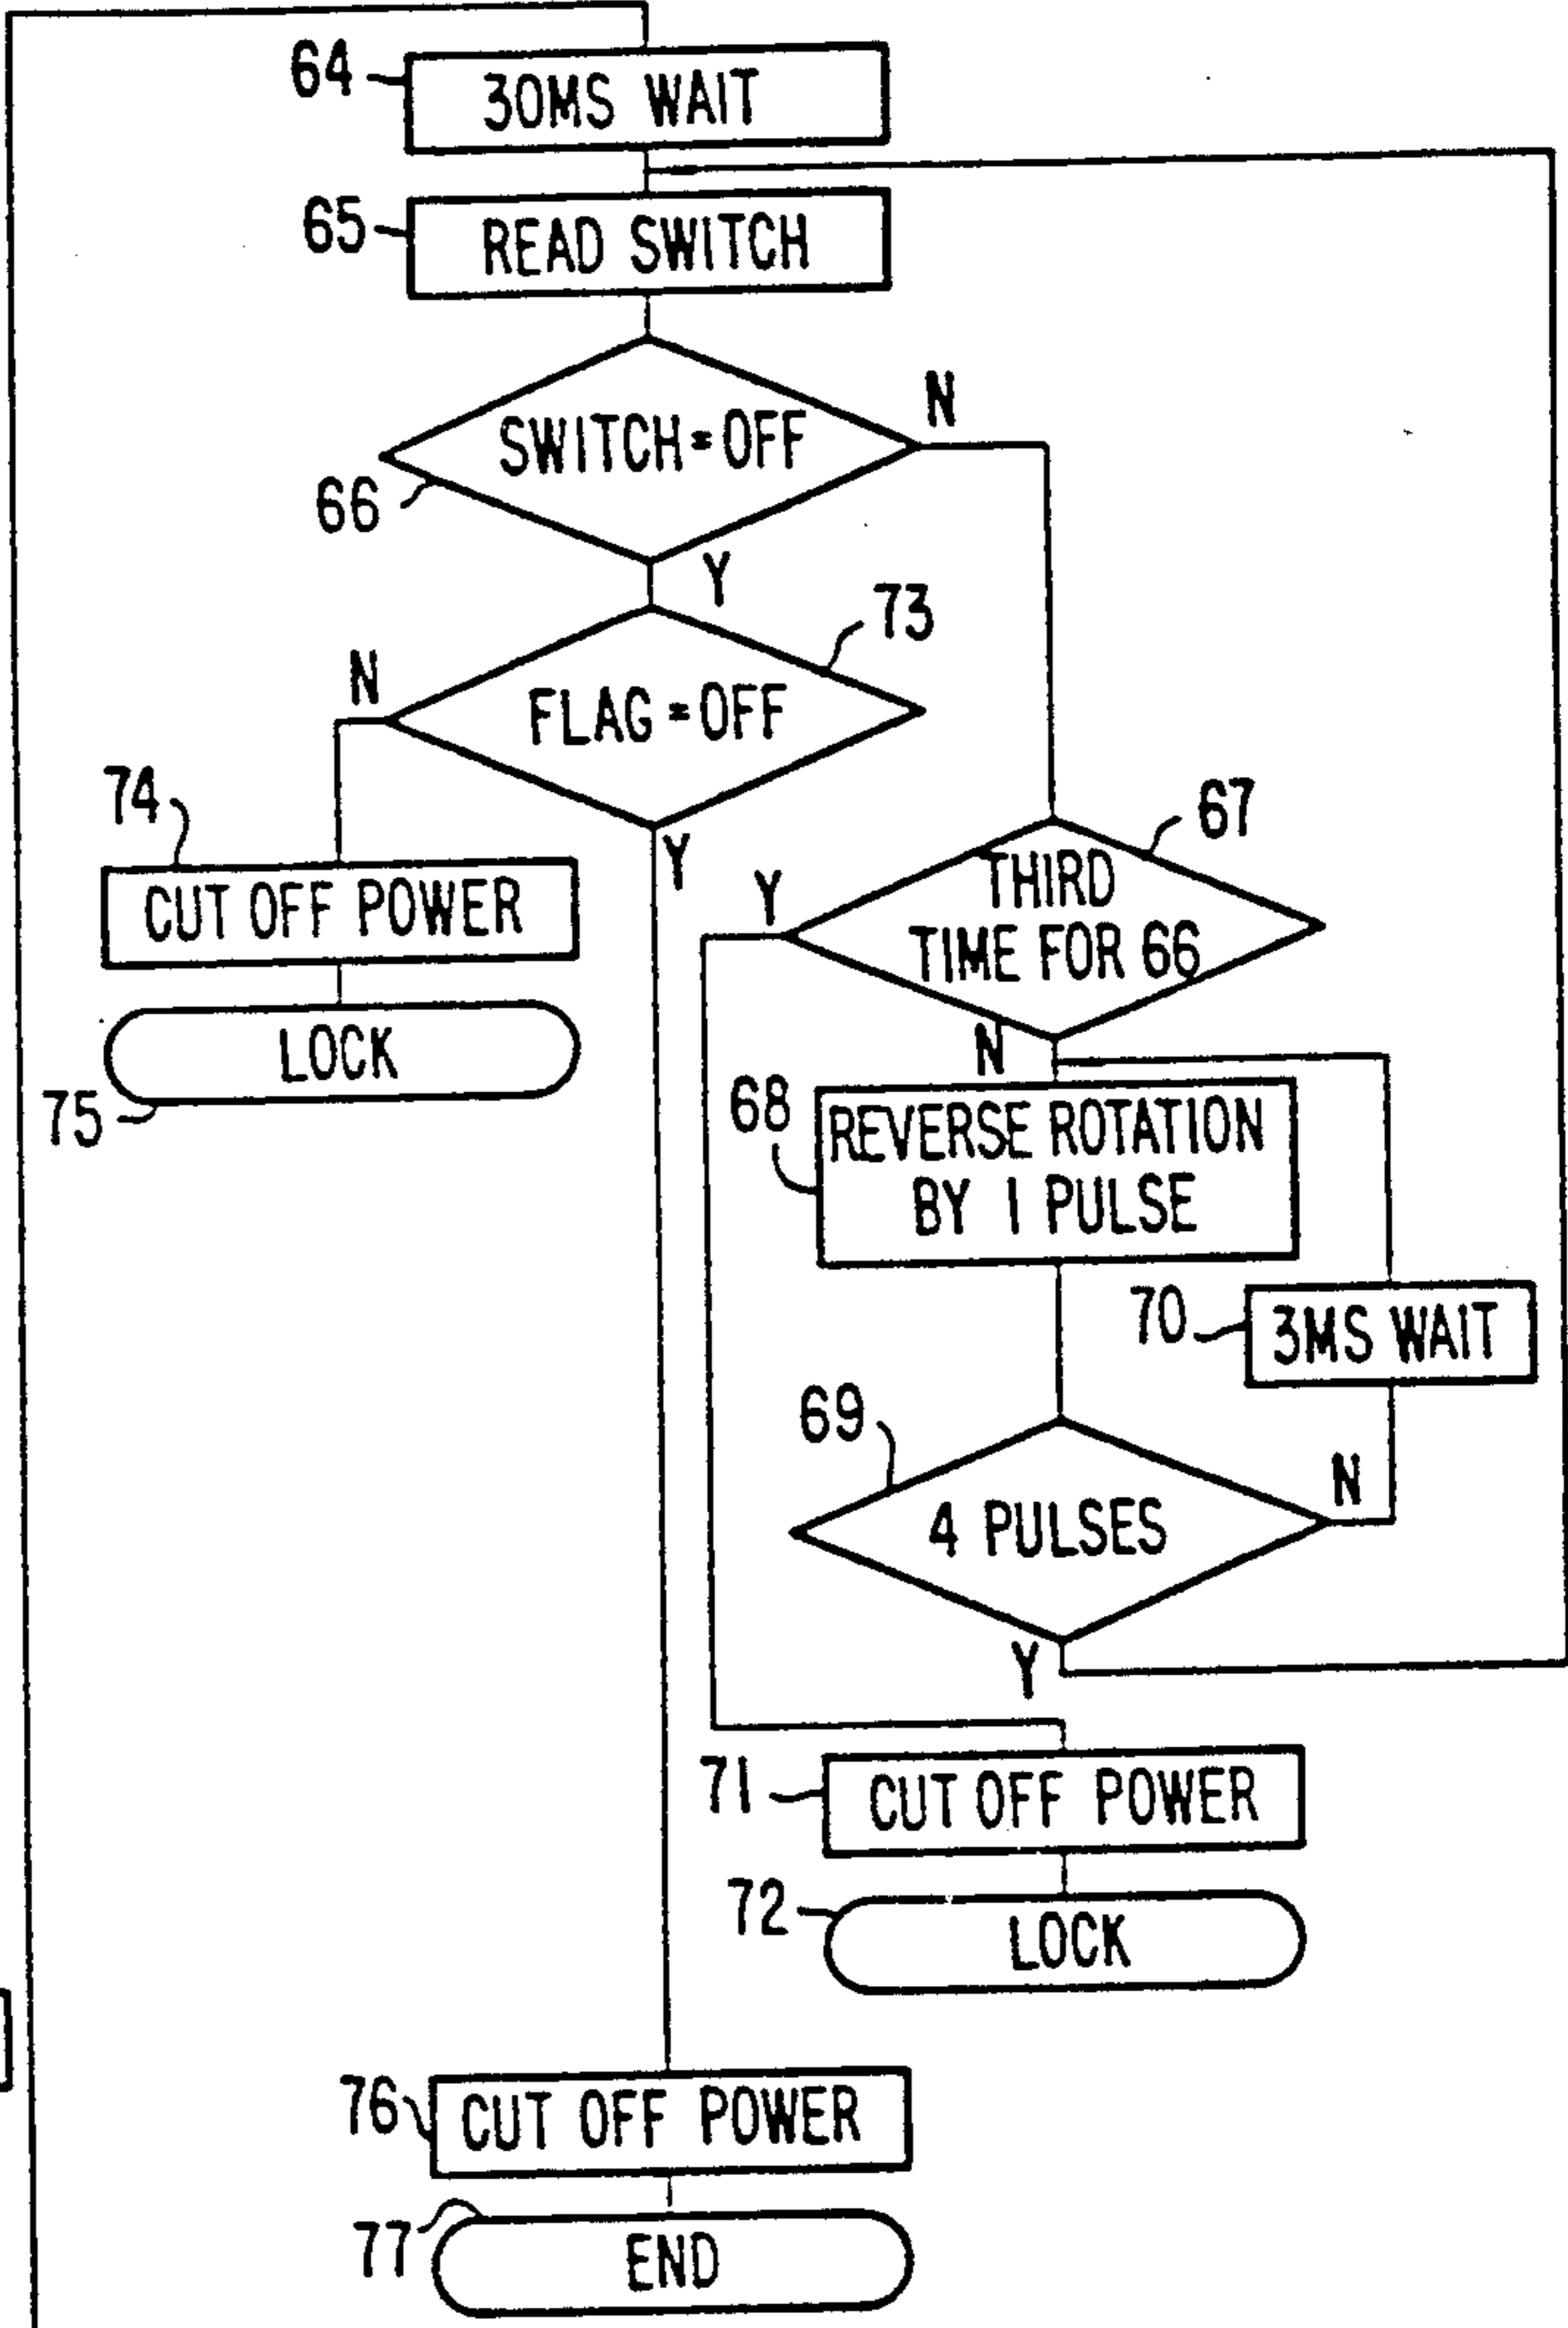 64
30MS WAIT
65
READ SWITCH
N
SWITCH=OFF
66
Y
73
N
FLAG=OFF
74
Y
67
CUT OFF POWER
Y
THIRD
TIME FOR 66
LOCK
N
75
68
REVERSE ROTATION
BY 1 PULSE
70
3MS WAIT
69
N
4 PULSES
Y
71
CUT OFF POWER
72
LOCK
76
CUT OFF POWER
77
END